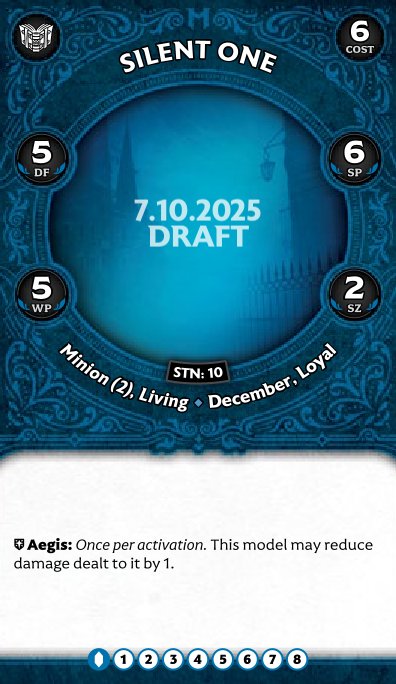 SILENT ONE
6
COST
5
DF
6
SP
7.10.2025
DRAFT
5
WP
2
SZ
STN: 10
Minion (2), Living ◆ December, Loyal
Aegis: Once per activation. This model may reduce
damage dealt to it by 1.
1 2 3 4 5 6 7 8